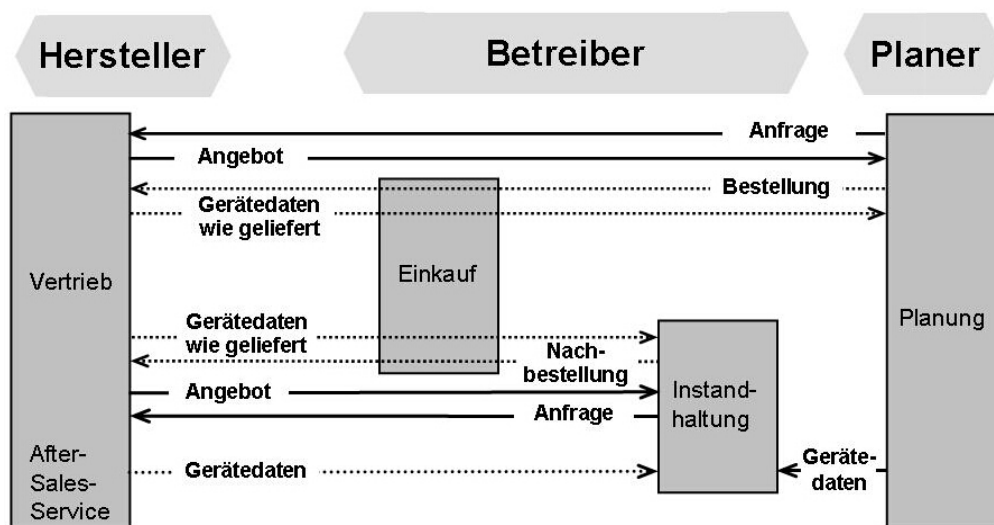 Hersteller
Betreiber
Planer
Anfrage
Angebot
Bestellung
Gerätedaten
wie geliefert
Einkauf
Vertrieb
Planung
Gerätedaten
wie geliefert
Nach-
bestellung
Angebot
Instand-
haltung
Anfrage
After-
Sales-
Service
Gerätedaten
Geräte-
daten